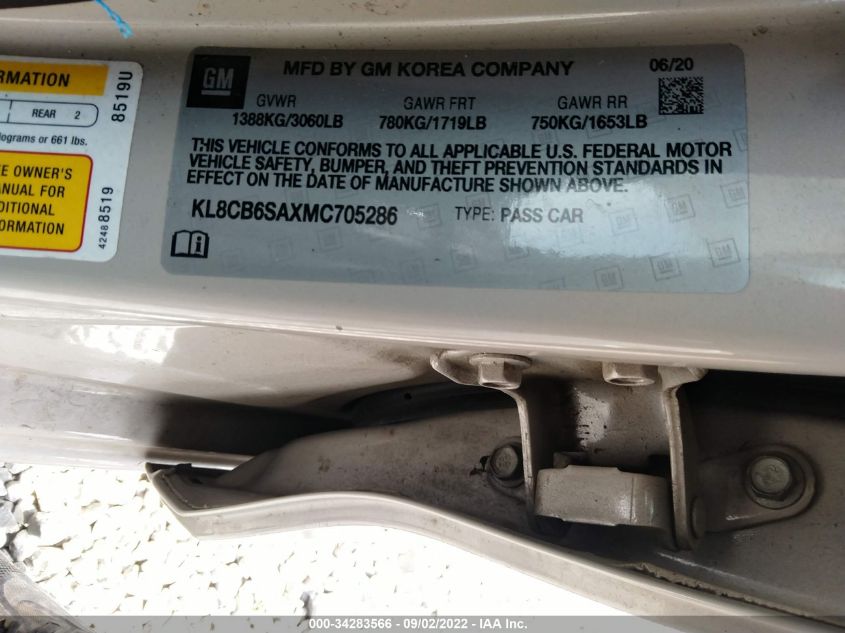 GM
MFD BY GM KOREA COMPANY
06/20
GVWR
GAWR FRT
GAWR RR
1388KG/3060LB
780KG/1719LB
750KG/1653LB
THIS VEHICLE CONFORMS TO ALL APPLICABLE U.S. FEDERAL MOTOR
VEHICLE SAFETY, BUMPER, AND THEFT PREVENTION STANDARDS IN
EFFECT ON THE DATE OF MANUFACTURE SHOWN ABOVE.
KL8CB6SAXMC705286
TYPE: PASS CAR
RMATION
REAR 2
lograms or 661 lbs.
E OWNER'S
ANUAL FOR
DITIONAL
FORMATION
8519U
4248 8519
000-34283566 - 09/02/2022 - IAA Inc.